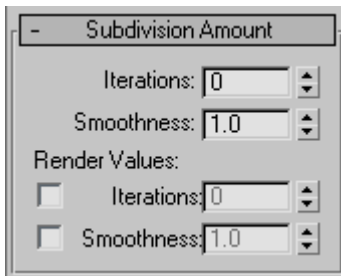 - Subdivision Amount
Iterations: 0
Smoothness: 1.0
Render Values:
Iterations: 0
Smoothness: 1.0